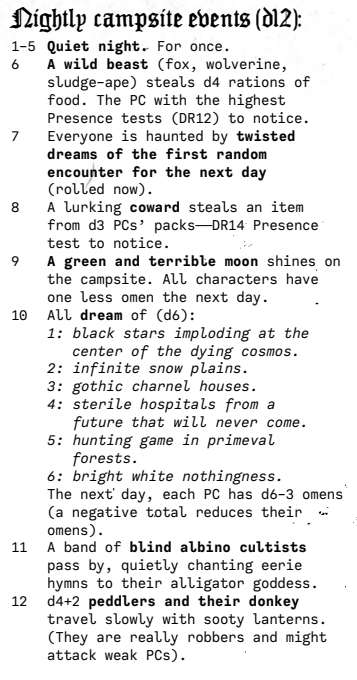 Nightly campsite events (d12):
1–5 Quiet night. For once.
6 A wild beast (fox, wolverine,
sludge-ape) steals d4 rations of
food. The PC with the highest
Presence tests (DR12) to notice.
7 Everyone is haunted by twisted
dreams of the first random
encounter for the next day
(rolled now).
8 A lurking coward steals an item
from d3 PCs’ packs——DR14 Presence
test to notice.
9 A green and terrible moon shines on
the campsite. All characters have
one less omen the next day.
10 All dream of (d6):
1: black stars imploding at the
center of the dying cosmos.
2: infinite snow plains.
3: gothic charnel houses.
4: sterile hospitals from a
future that will never come.
5: hunting game in primeval
forests.
6: bright white nothingness.
The next day, each PC has d6–3 omens
(a negative total reduces their
omens).
11 A band of blind albino cultists
pass by, quietly chanting eerie
hymns to their alligator goddess.
12 d4+2 peddlers and their donkey
travel slowly with sooty lanterns.
(They are really robbers and might
attack weak PCs).